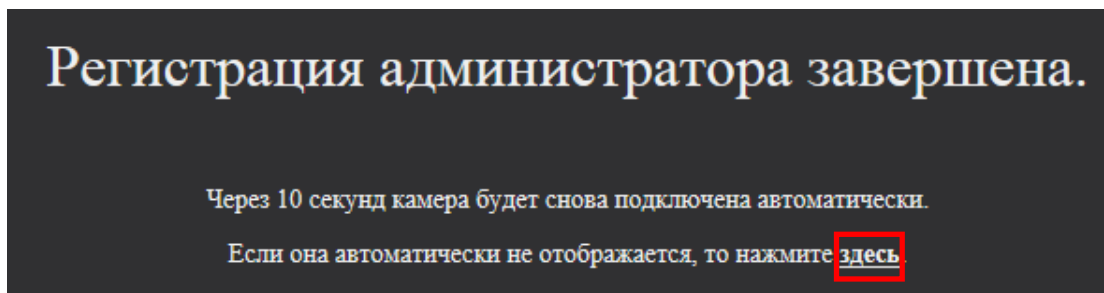 Регистрация администратора завершена.
Через 10 секунд камера будет снова подключена автоматически.
Если она автоматически не отображается, то нажмите здесь.